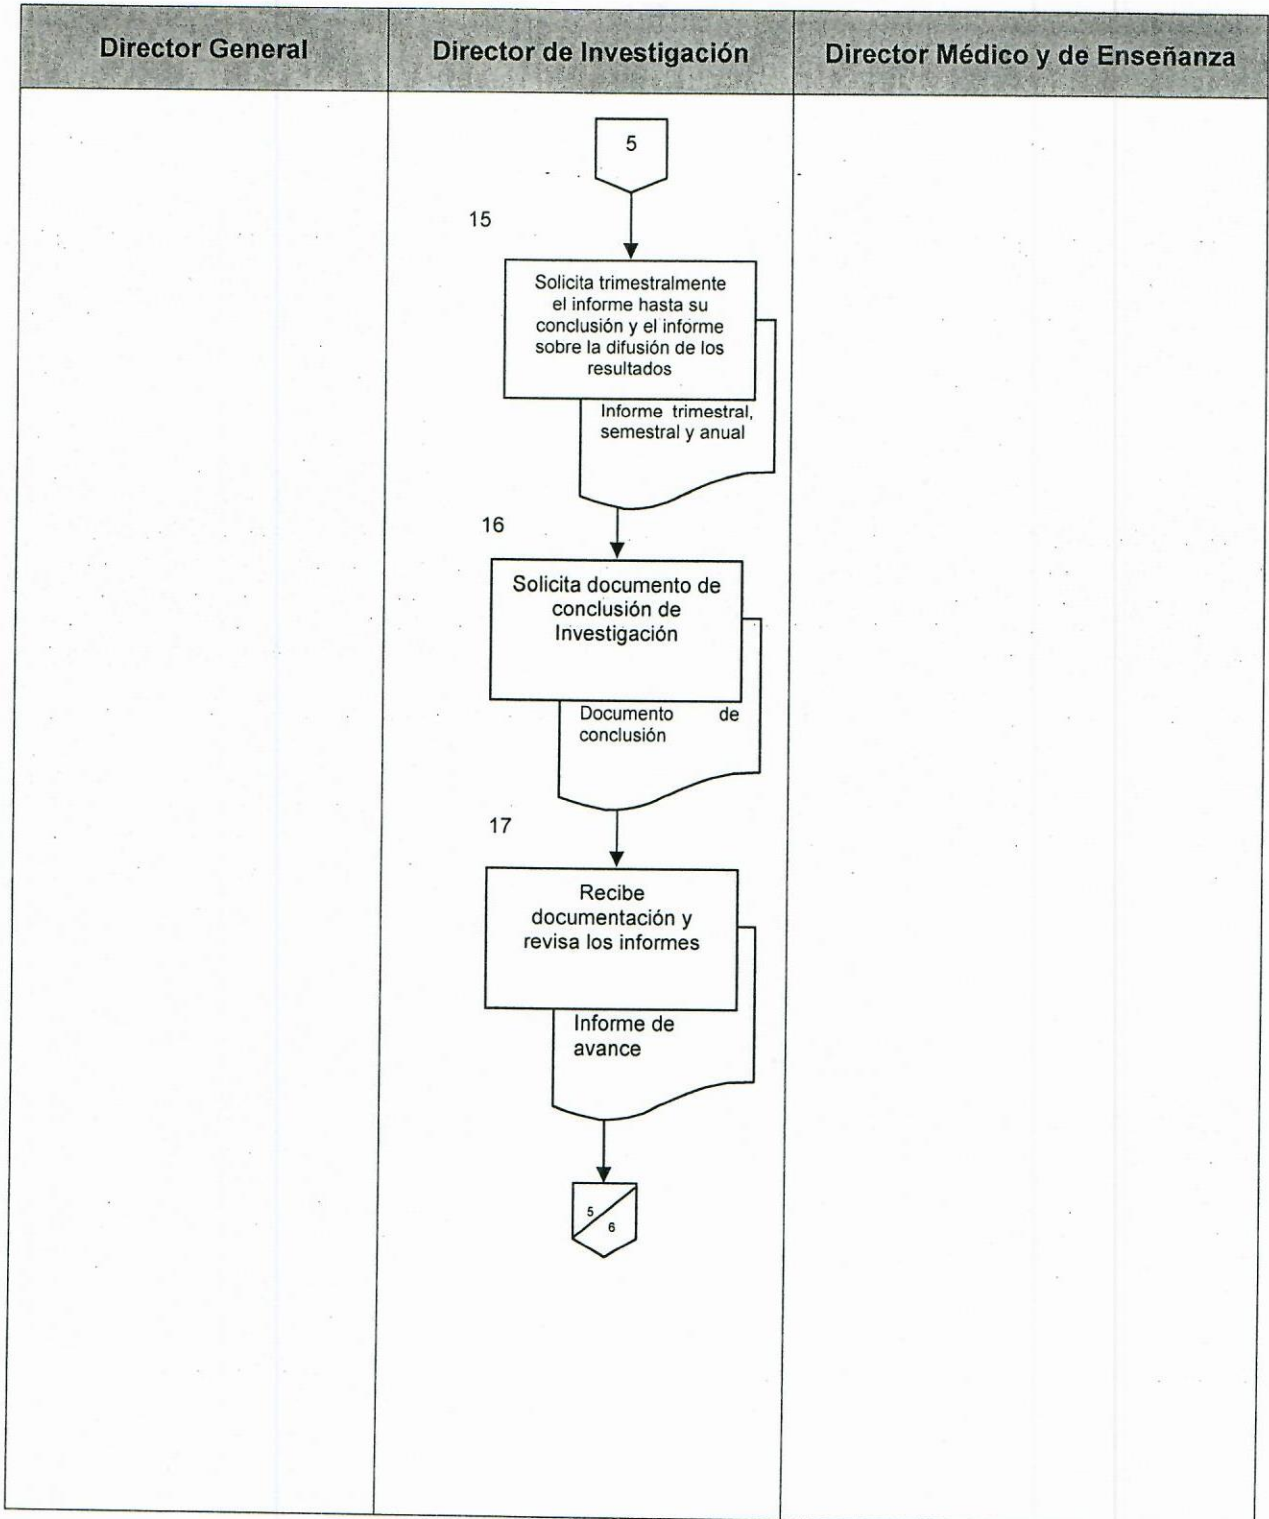 Director General
Director de Investigación
Director Médico y de Enseñanza
5
15
Solicita trimestralmente
el informe hasta su
conclusión y el informe
sobre la difusión de los
resultados
Informe trimestral,
semestral y anual
16
Solicita documento de
conclusión de
Investigación
Documento de
conclusión
17
Recibe
documentación y
revisa los informes
Informe de
avance
5
6